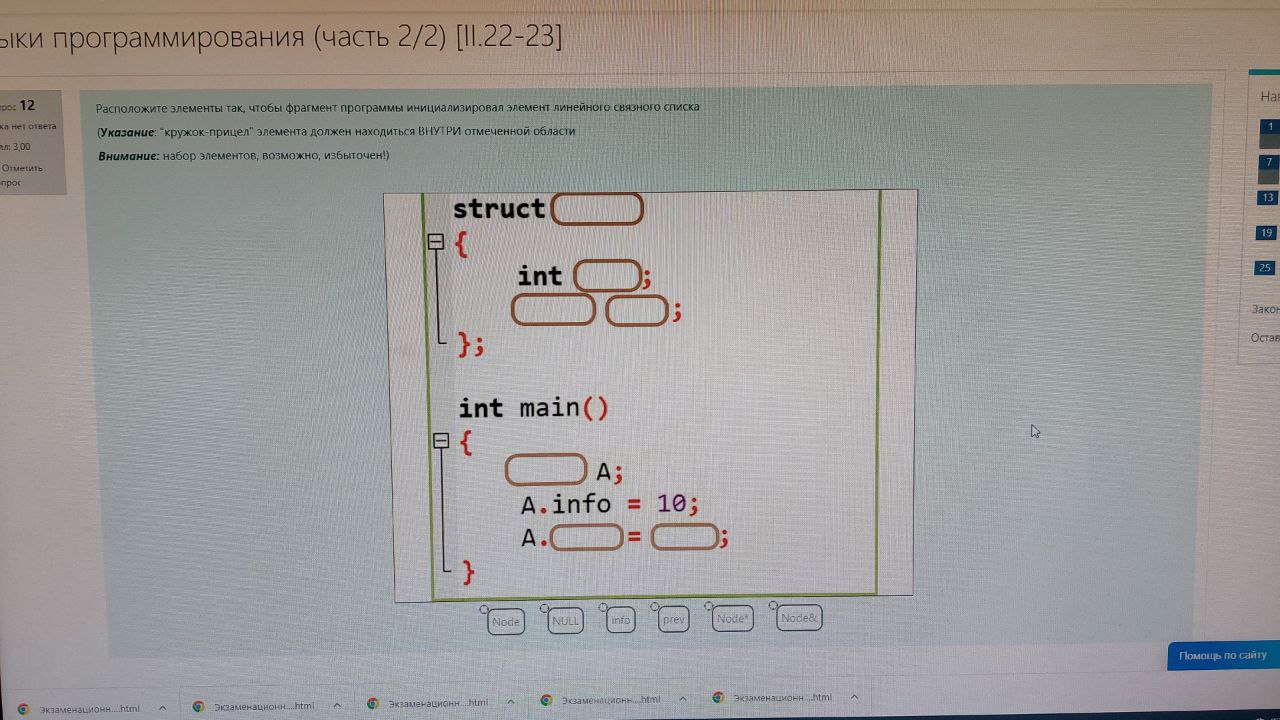 ыки программирования (часть 2/2) [II.22-23]
прос 12
ка нет ответа
лл: 3,00
Отметить
прос
Расположите элементы так, чтобы фрагмент программы инициализировал элемент линейного связного списка
(Указание: "кружок-прицел" элемента должен находиться ВНУТРИ отмеченной области
Внимание: набор элементов, возможно, избыточен!)
struct
{
int ;
;
};
int main()
{
A;
A.info = 10;
A. = ;
}
Node NULL info prev Node* Node&
На
1
7
13
19
25
Закон
Остав
Помощь по сайту
Экзаменационн....html Экзаменационн....html Экзаменационн....html Экзаменационн....html Экзаменационн....html